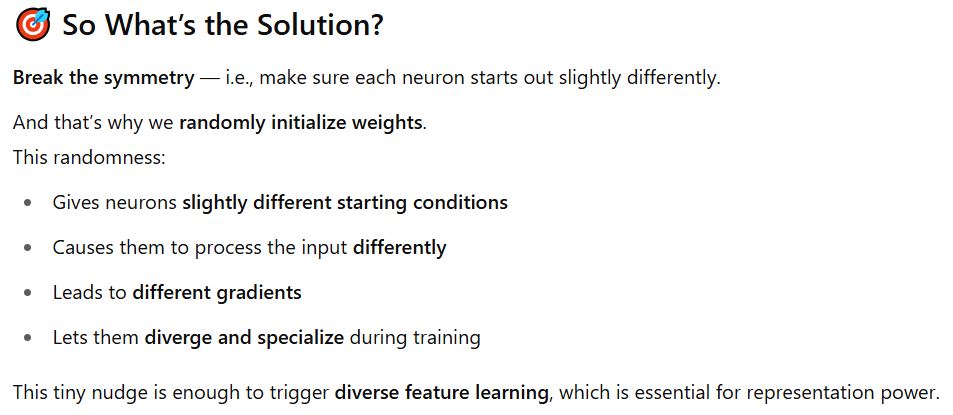 🎯 So What’s the Solution?
Break the symmetry — i.e., make sure each neuron starts out slightly differently.
And that’s why we randomly initialize weights.
This randomness:
• Gives neurons slightly different starting conditions
• Causes them to process the input differently
• Leads to different gradients
• Lets them diverge and specialize during training
This tiny nudge is enough to trigger diverse feature learning, which is essential for representation power.